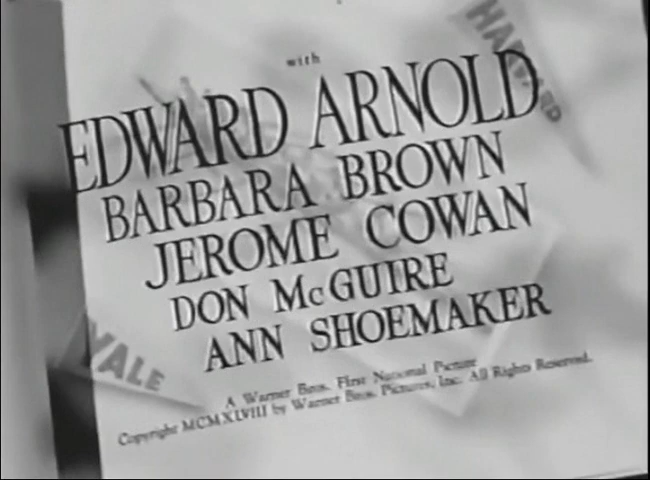 with
HARVARD
EDWARD ARNOLD
BARBARA BROWN
JEROME COWAN
DON McGUIRE
ANN SHOEMAKER
YALE
A Warner Bros. First National Picture
Copyright MCMXLVIII by Warner Bros. Pictures, Inc. All Rights Reserved.